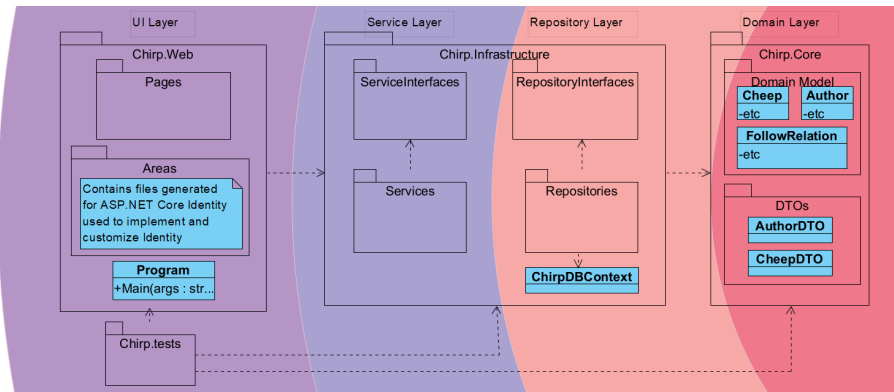 UI Layer
Service Layer
Repository Layer
Domain Layer
Chirp.Web
Pages
Areas
Contains files generated
for ASP.NET Core Identity
used to implement and
customize Identity
Program
+Main(args : str...
Chirp.tests
Chirp.Infrastructure
ServiceInterfaces
RepositoryInterfaces
Services
Repositories
ChirpDBContext
Chirp.Core
Domain Model
Cheep
-etc
Author
-etc
FollowRelation
-etc
DTOs
AuthorDTO
CheepDTO